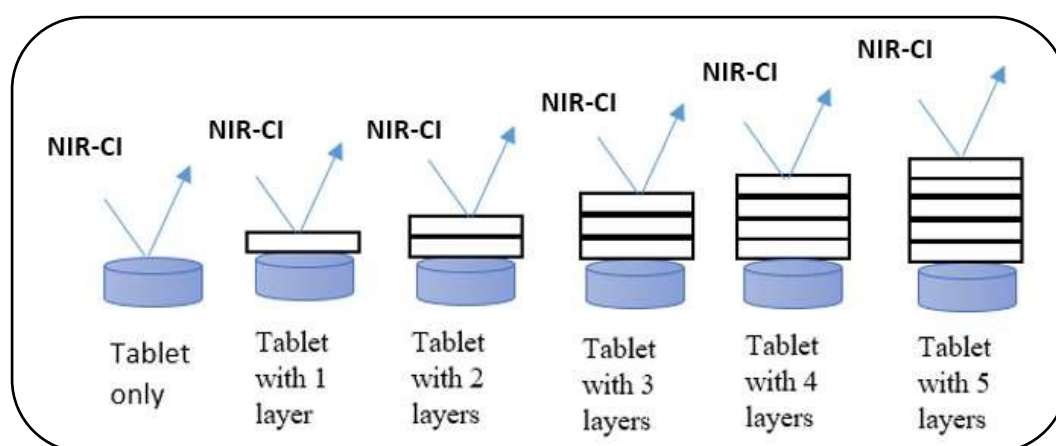 NIR-CI
NIR-CI
NIR-CI
NIR-CI
NIR-CI
NIR-CI
Tablet
only
Tablet
with 1
layer
Tablet
with 2
layers
Tablet
with 3
layers
Tablet
with 4
layers
Tablet
with 5
layers